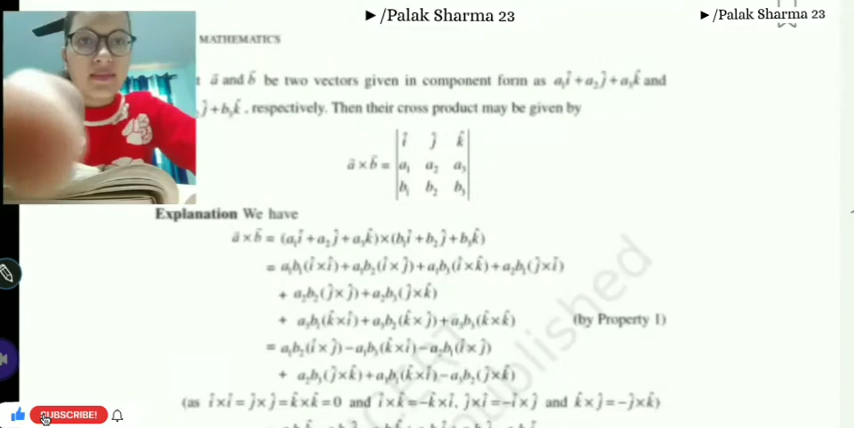 ▶/Palak Sharma 23
▶/Palak Sharma 23
MATHEMATICS
t a⃗ and b⃗ be two vectors given in component form as a₁î + a₂ĵ + a₃k̂ and
ĵ + b₃k̂, respectively. Then their cross product may be given by
a⃗ × b⃗ = | î ĵ k̂ |
| a₁ a₂ a₃ |
| b₁ b₂ b₃ |
Explanation We have
a⃗ × b⃗ = (a₁î + a₂ĵ + a₃k̂) × (b₁î + b₂ĵ + b₃k̂)
= a₁b₁(î × î) + a₁b₂(î × ĵ) + a₁b₃(î × k̂) + a₂b₁(ĵ × î)
+ a₂b₂(ĵ × ĵ) + a₂b₃(ĵ × k̂)
+ a₃b₁(k̂ × î) + a₃b₂(k̂ × ĵ) + a₃b₃(k̂ × k̂) (by Property 1)
= a₁b₂(î × ĵ) − a₁b₃(k̂ × î) − a₂b₁(î × ĵ)
+ a₂b₃(ĵ × k̂) + a₃b₁(k̂ × î) − a₃b₂(ĵ × k̂)
(as î × î = ĵ × ĵ = k̂ × k̂ = 0 and î × k̂ = −k̂ × î, ĵ × î = −î × ĵ and k̂ × ĵ = −ĵ × k̂)
SUBSCRIBE!